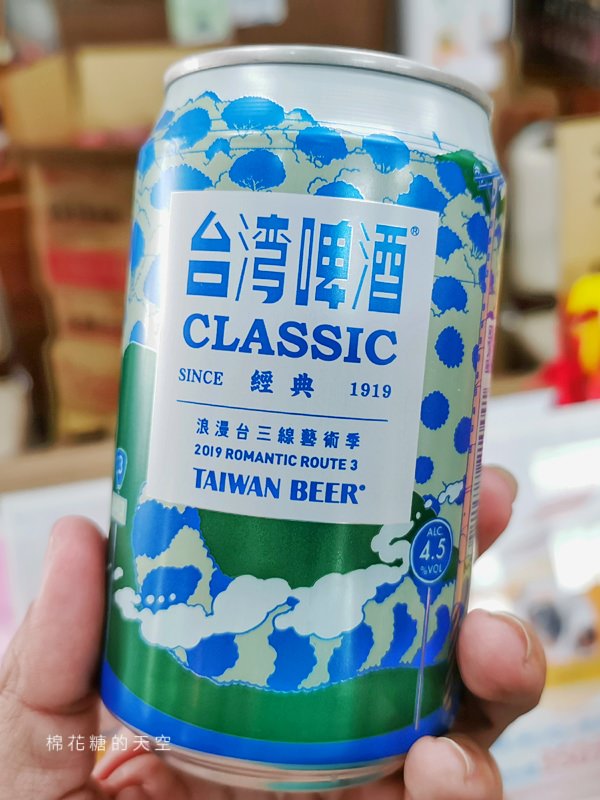 台湾啤酒®
CLASSIC
SINCE 經典 1919
浪漫台三線藝術季
2019 ROMANTIC ROUTE 3
TAIWAN BEER®
ALC
4.5
%VOL
3
棉花糖的天空